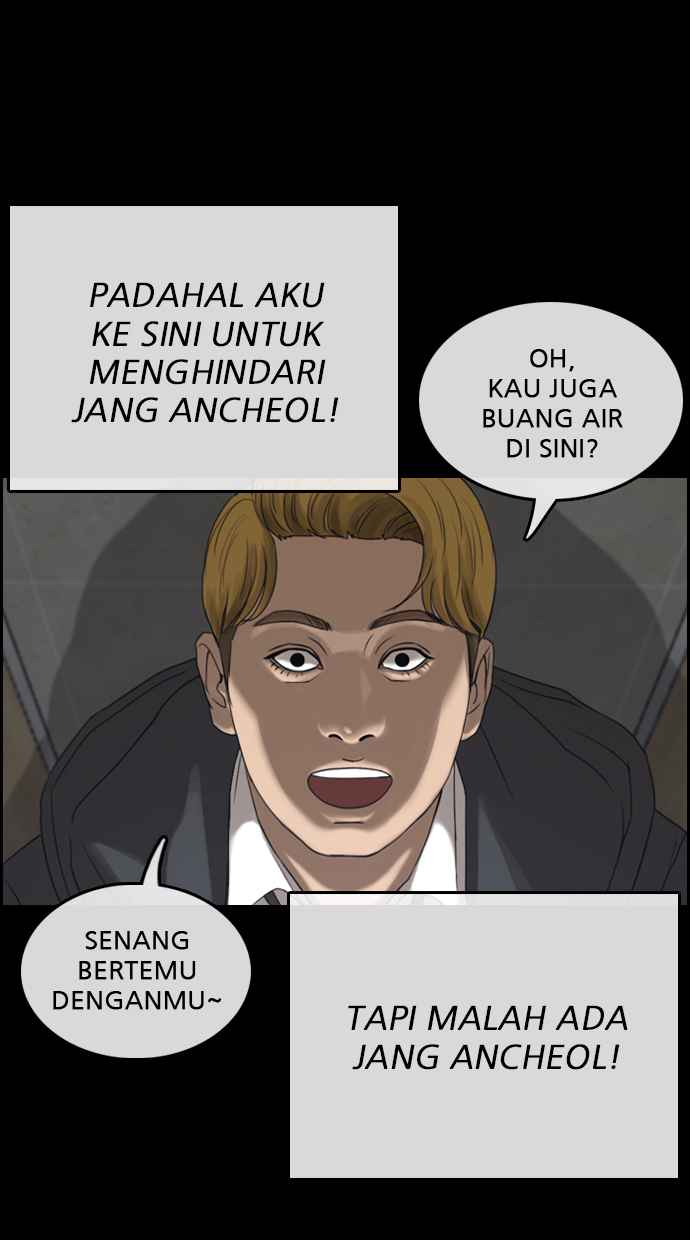 PADAHAL AKU
KE SINI UNTUK
MENGHINDARI
JANG ANCHEOL!
OH,
KAU JUGA
BUANG AIR
DI SINI?
SENANG
BERTEMU
DENGANMU~
TAPI MALAH ADA
JANG ANCHEOL!